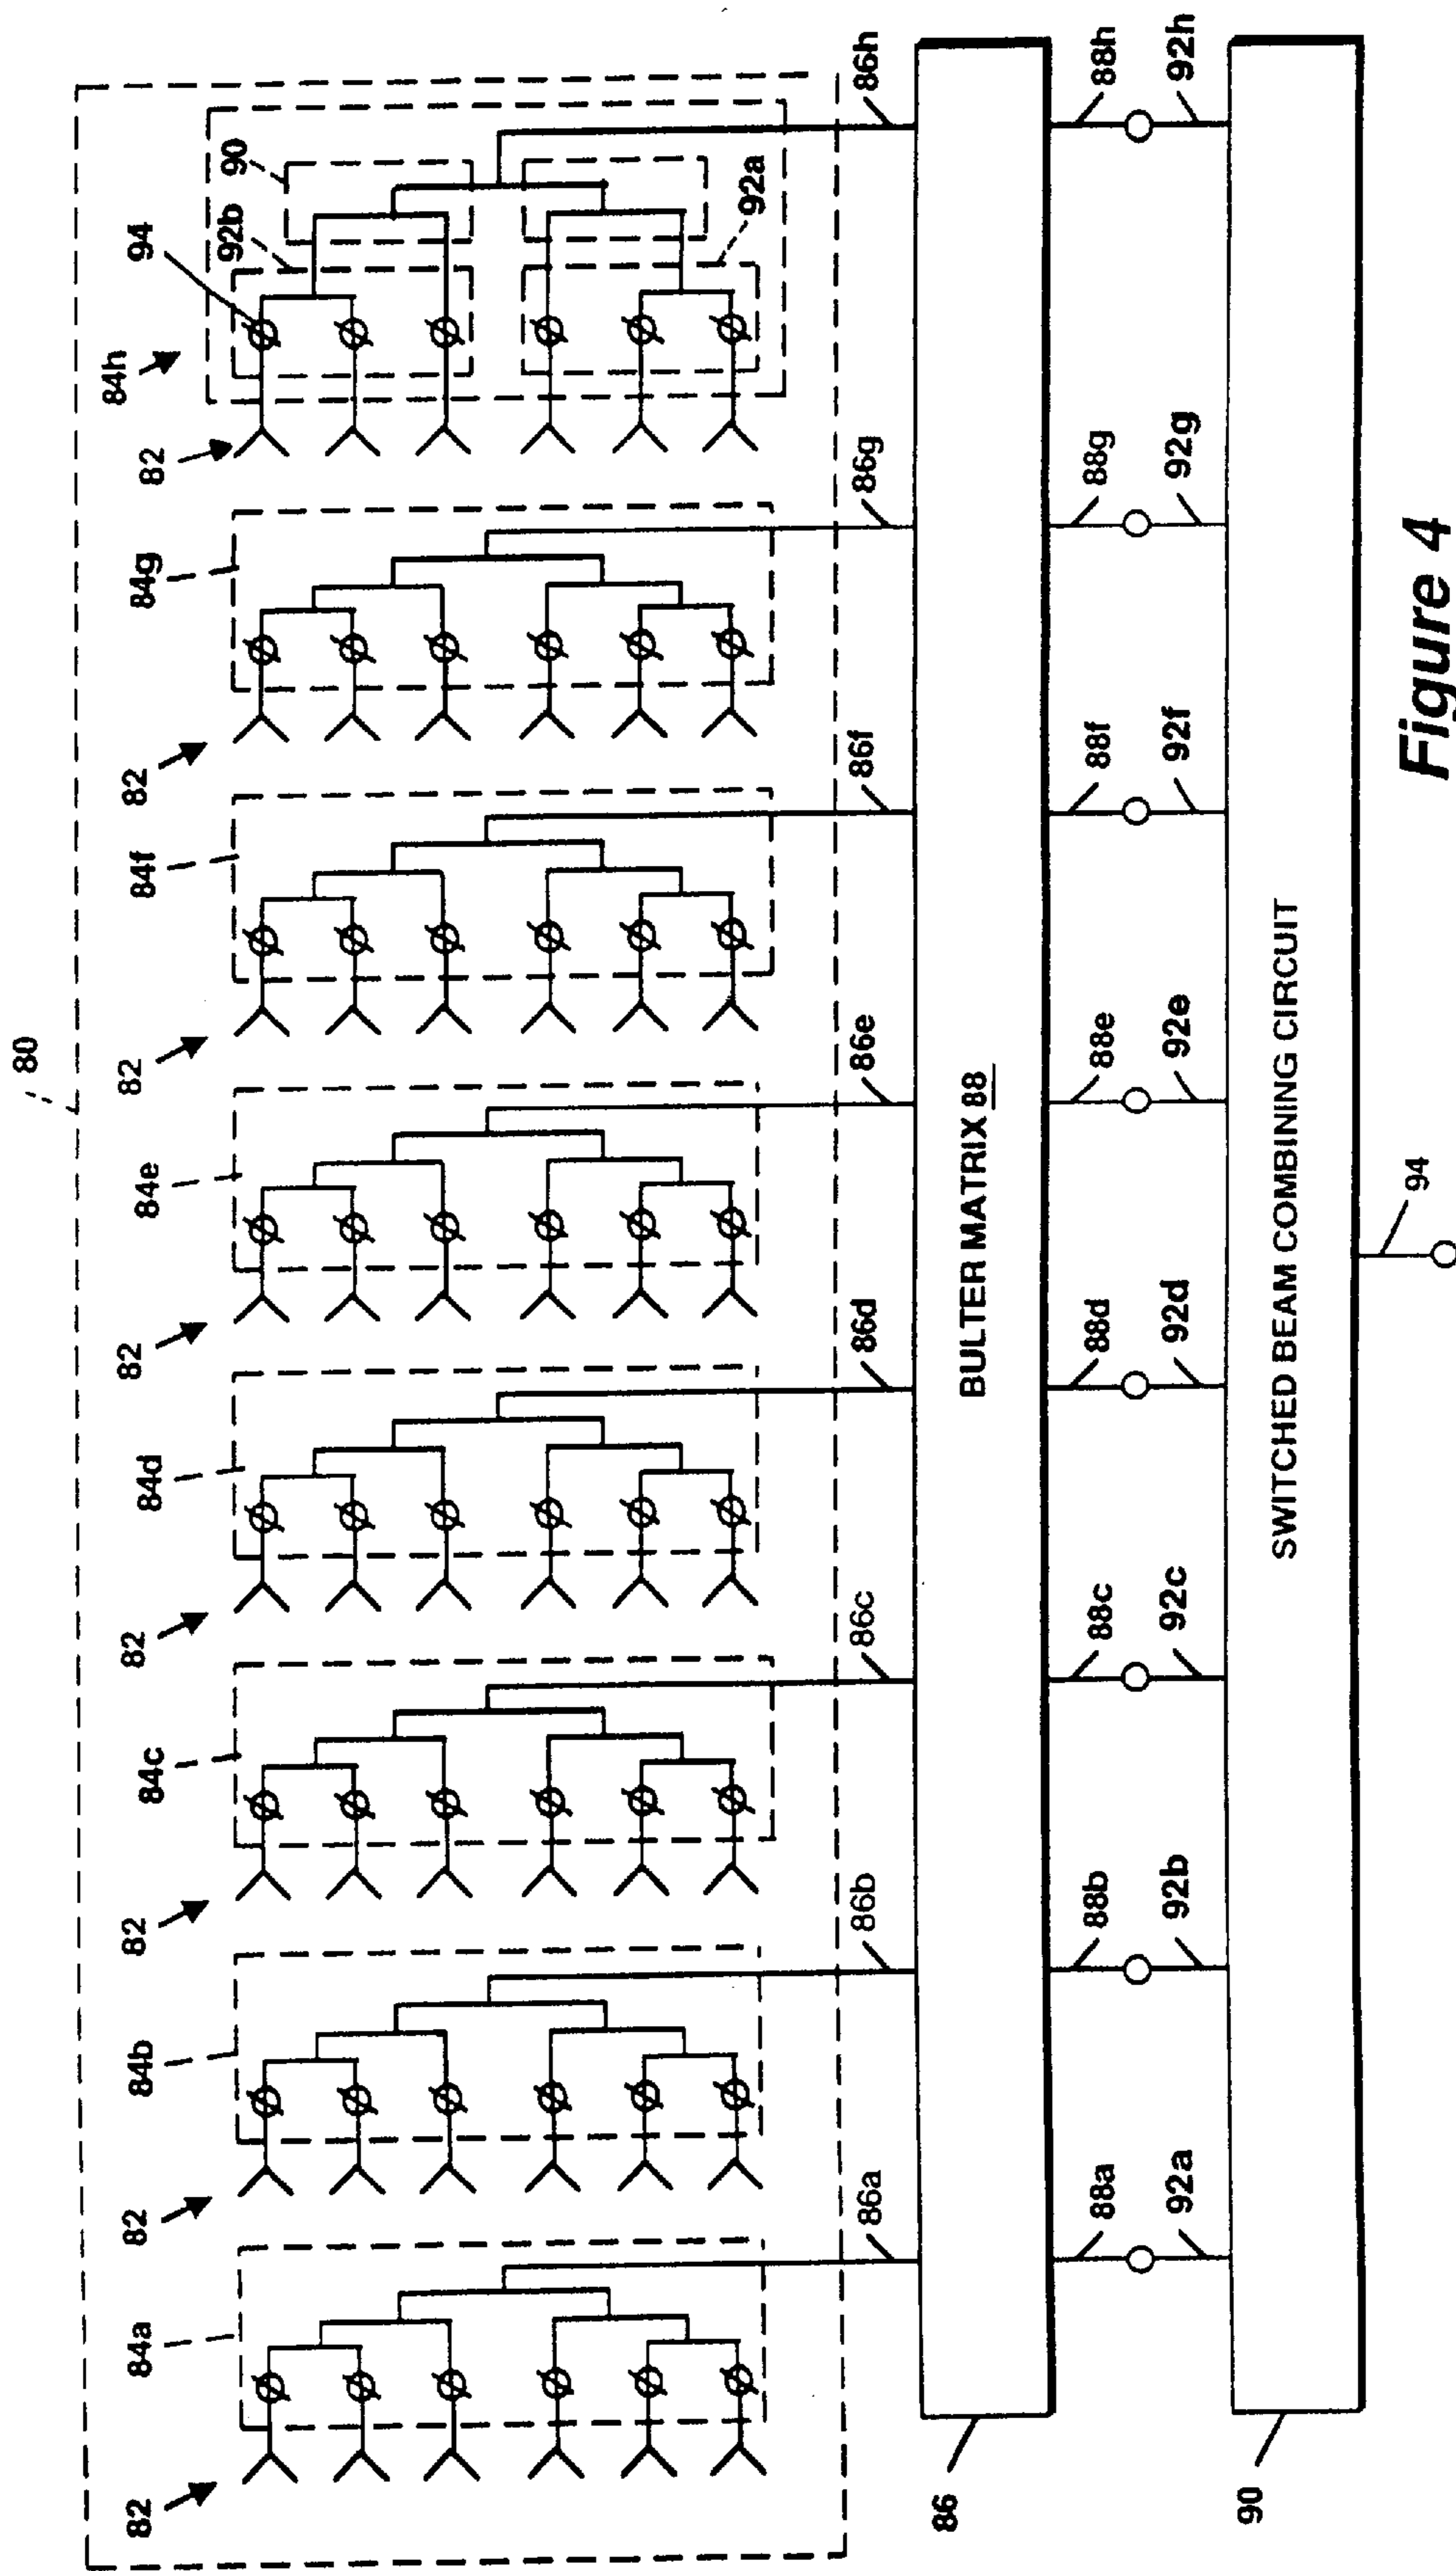 80
82
84a
82
84b
82
84c
82
84d
82
84e
82
84f
82
84g
82
84h
94
92b
90
92a
86a
86b
86c
86d
86e
86f
86g
86h
86
BULTER MATRIX 88
88a
88b
88c
88d
88e
88f
88g
88h
92a
92b
92c
92d
92e
92f
92g
92h
90
SWITCHED BEAM COMBINING CIRCUIT
94
Figure 4